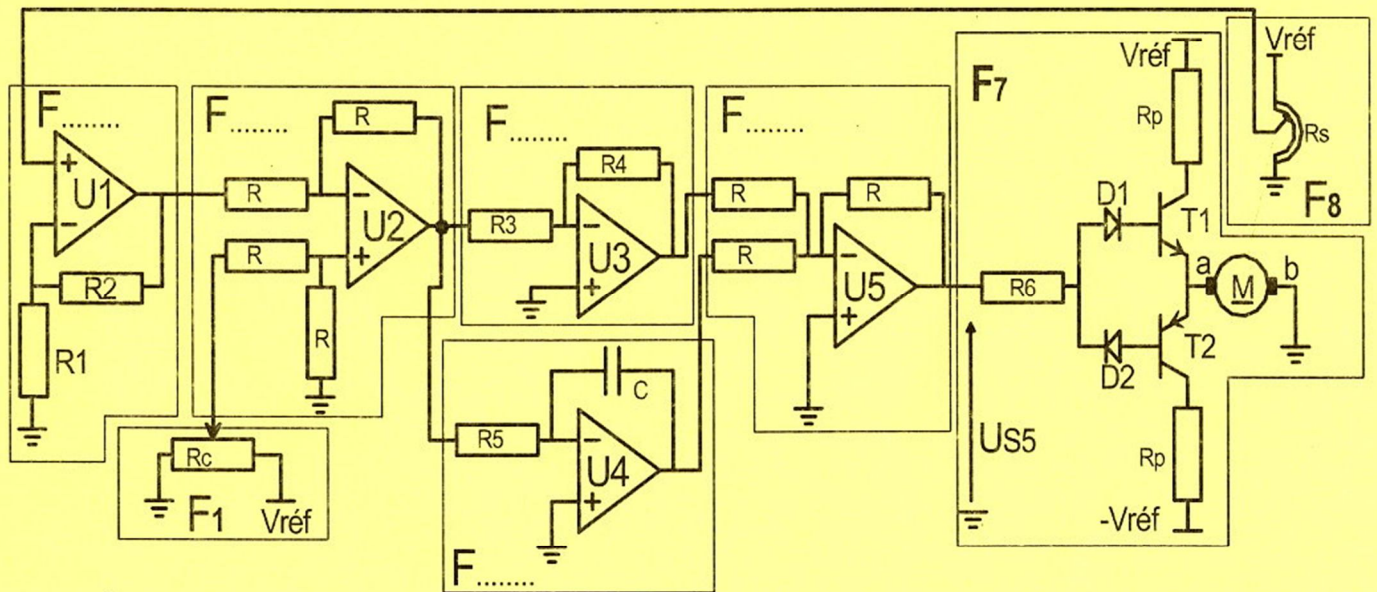 F........
+
U1
−
R2
R1
F........
R
R
−
U2
+
R
R
Rc
F1
Vréf
F........
R4
R3
−
U3
+
F........
R
R
R
−
U5
+
C
R5
−
U4
+
F........
US5
F7
Vréf
Rp
R6
D1
T1
a
M
b
D2
T2
Rp
-Vréf
Vréf
Rs
F8